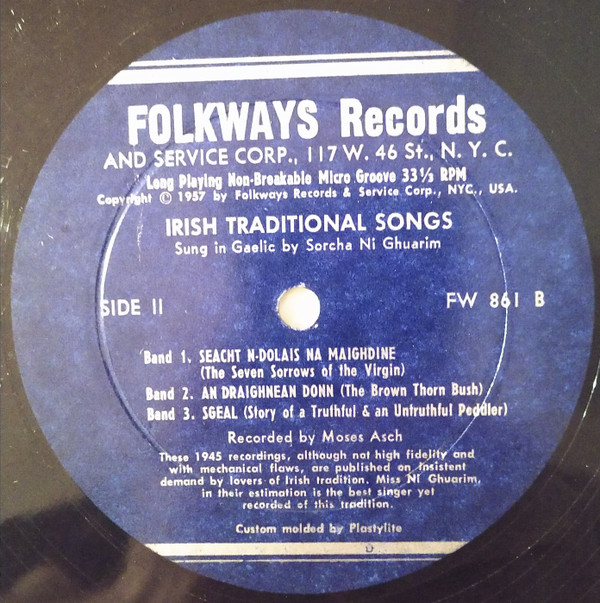 FOLKWAYS Records
AND SERVICE CORP., 117 W. 46 St., N. Y. C.
Long Playing Non-Breakable Micro Groove 33⅓ RPM
Copyright © 1957 by Folkways Records & Service Corp., NYC., USA.
IRISH TRADITIONAL SONGS
Sung in Gaelic by Sorcha Ni Ghuarim
SIDE II
FW 861 B
Band 1. SEACHT N-DOLAIS NA MAIGHDINE
(The Seven Sorrows of the Virgin)
Band 2. AN DRAIGHNEAN DONN (The Brown Thorn Bush)
Band 3. SGEAL (Story of a Truthful & an Untruthful Peddler)
Recorded by Moses Asch
These 1945 recordings, although not high fidelity and
with mechanical flaws, are published on insistent
demand by lovers of Irish tradition. Miss Ni Ghuarim,
in their estimation is the best singer yet
recorded of this tradition.
Custom molded by Plastylite